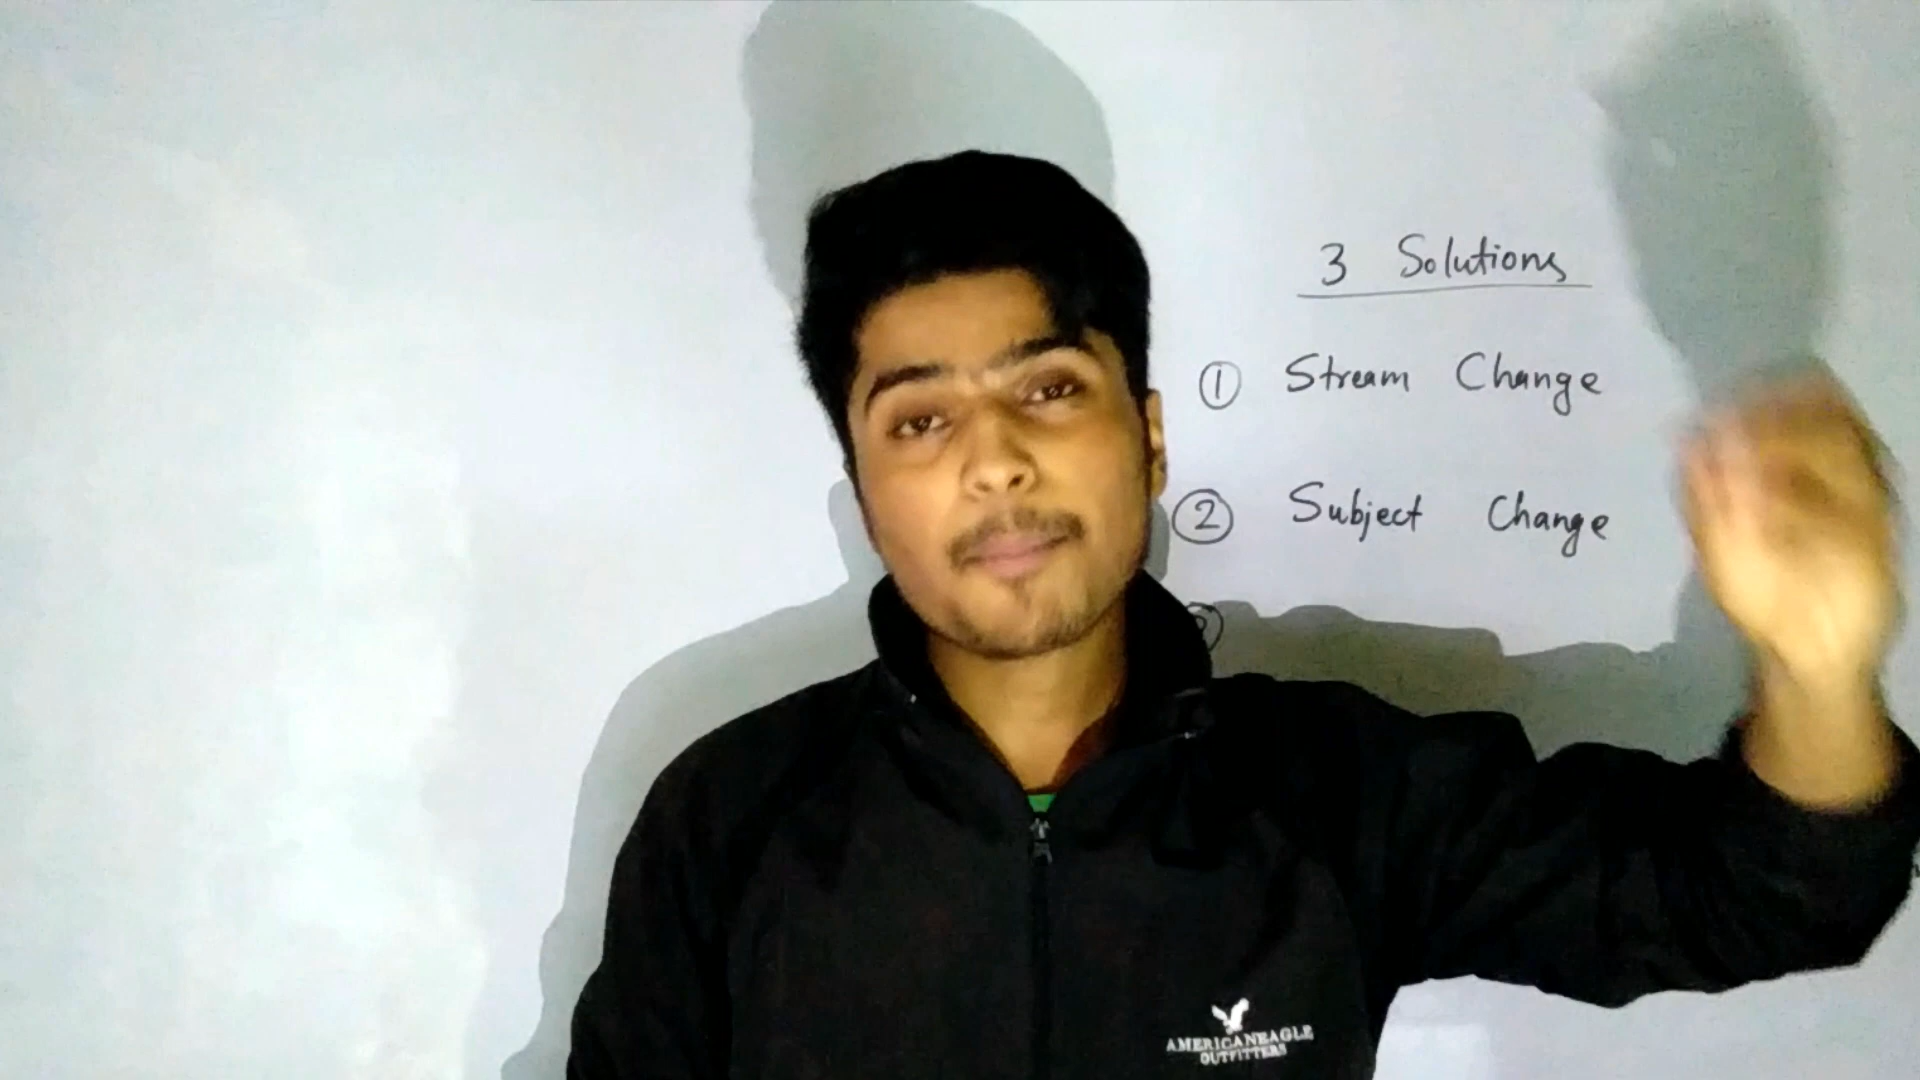 3 Solutions
① Stream Change
② Subject Change
AMERICAN EAGLE
OUTFITTERS